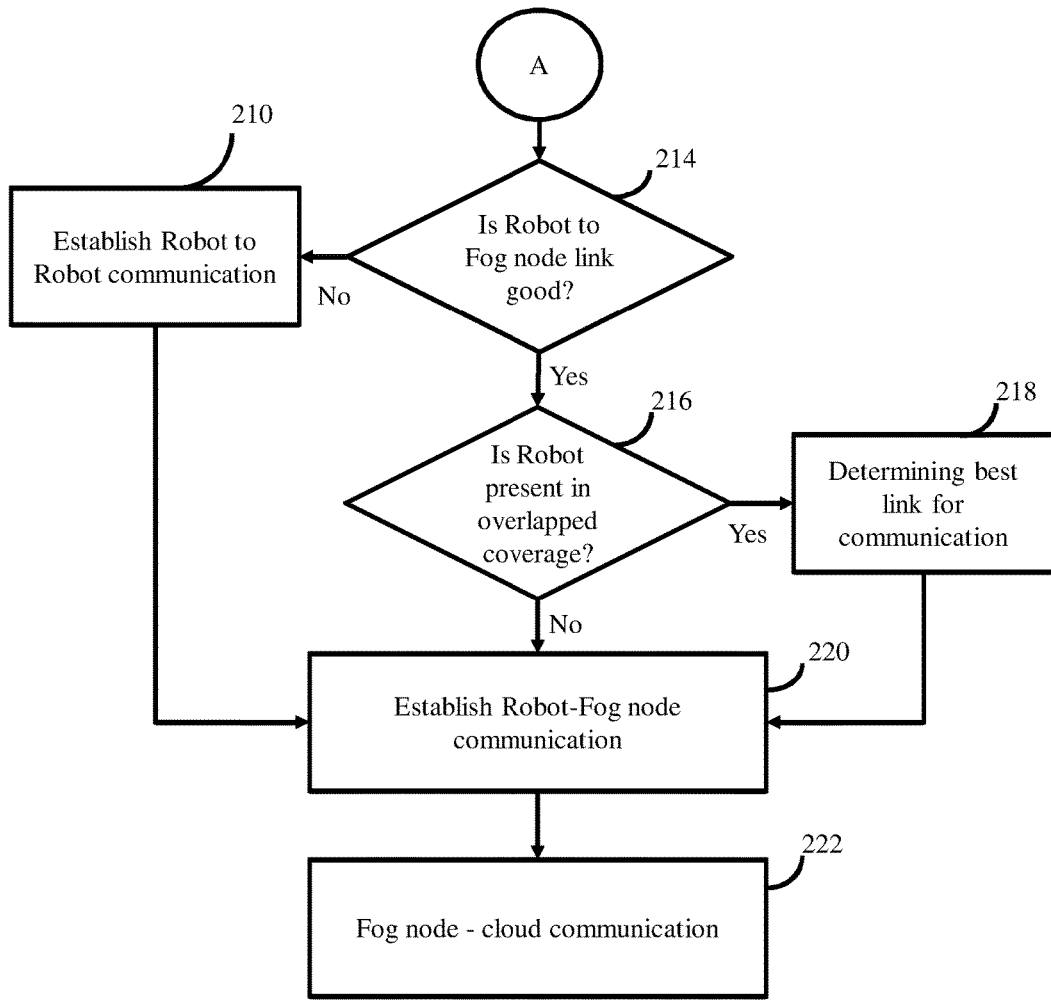 A
210
214
Establish Robot to
Robot communication
Is Robot to
Fog node link
good?
No
Yes
216
218
Is Robot
present in
overlapped
coverage?
Determining best
link for
communication
Yes
No
220
Establish Robot-Fog node
communication
222
Fog node - cloud communication